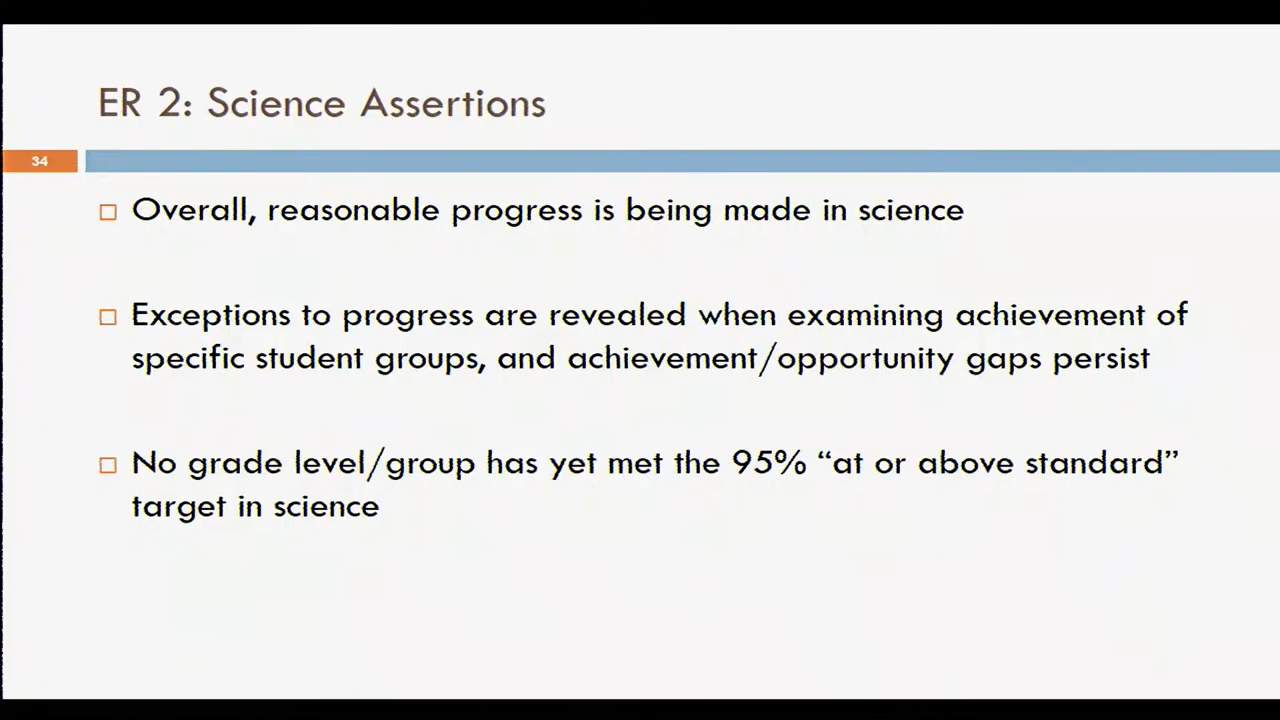 ER 2: Science Assertions
34
Overall, reasonable progress is being made in science
Exceptions to progress are revealed when examining achievement of
specific student groups, and achievement/opportunity gaps persist
No grade level/group has yet met the 95% “at or above standard”
target in science